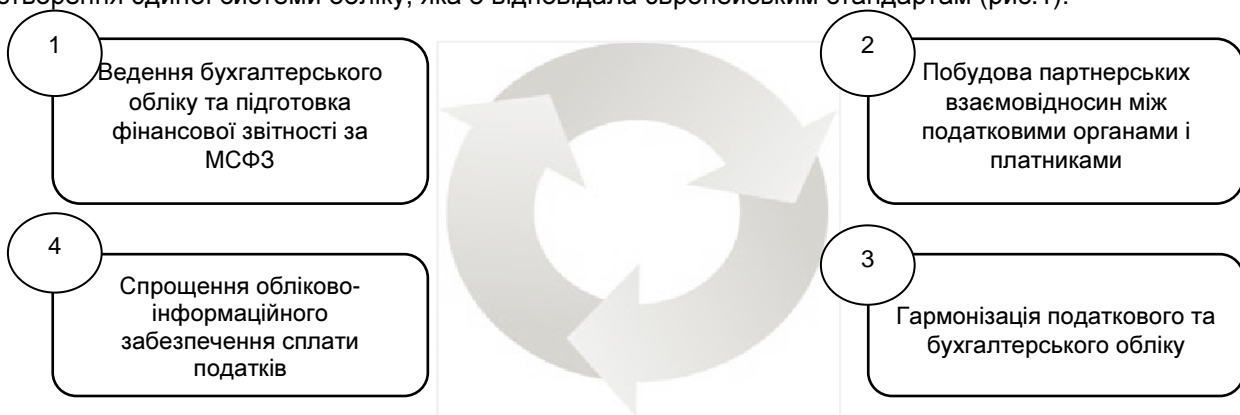 створення єдиної системи обліку, яка б відповідала європейським стандартам (рис.1).
1
Ведення бухгалтерського
обліку та підготовка
фінансової звітності за
МСФЗ
2
Побудова партнерських
взаємовідносин між
податковими органами і
платниками
4
Спрощення обліково-
інформаційного
забезпечення сплати
податків
3
Гармонізація податкового та
бухгалтерського обліку